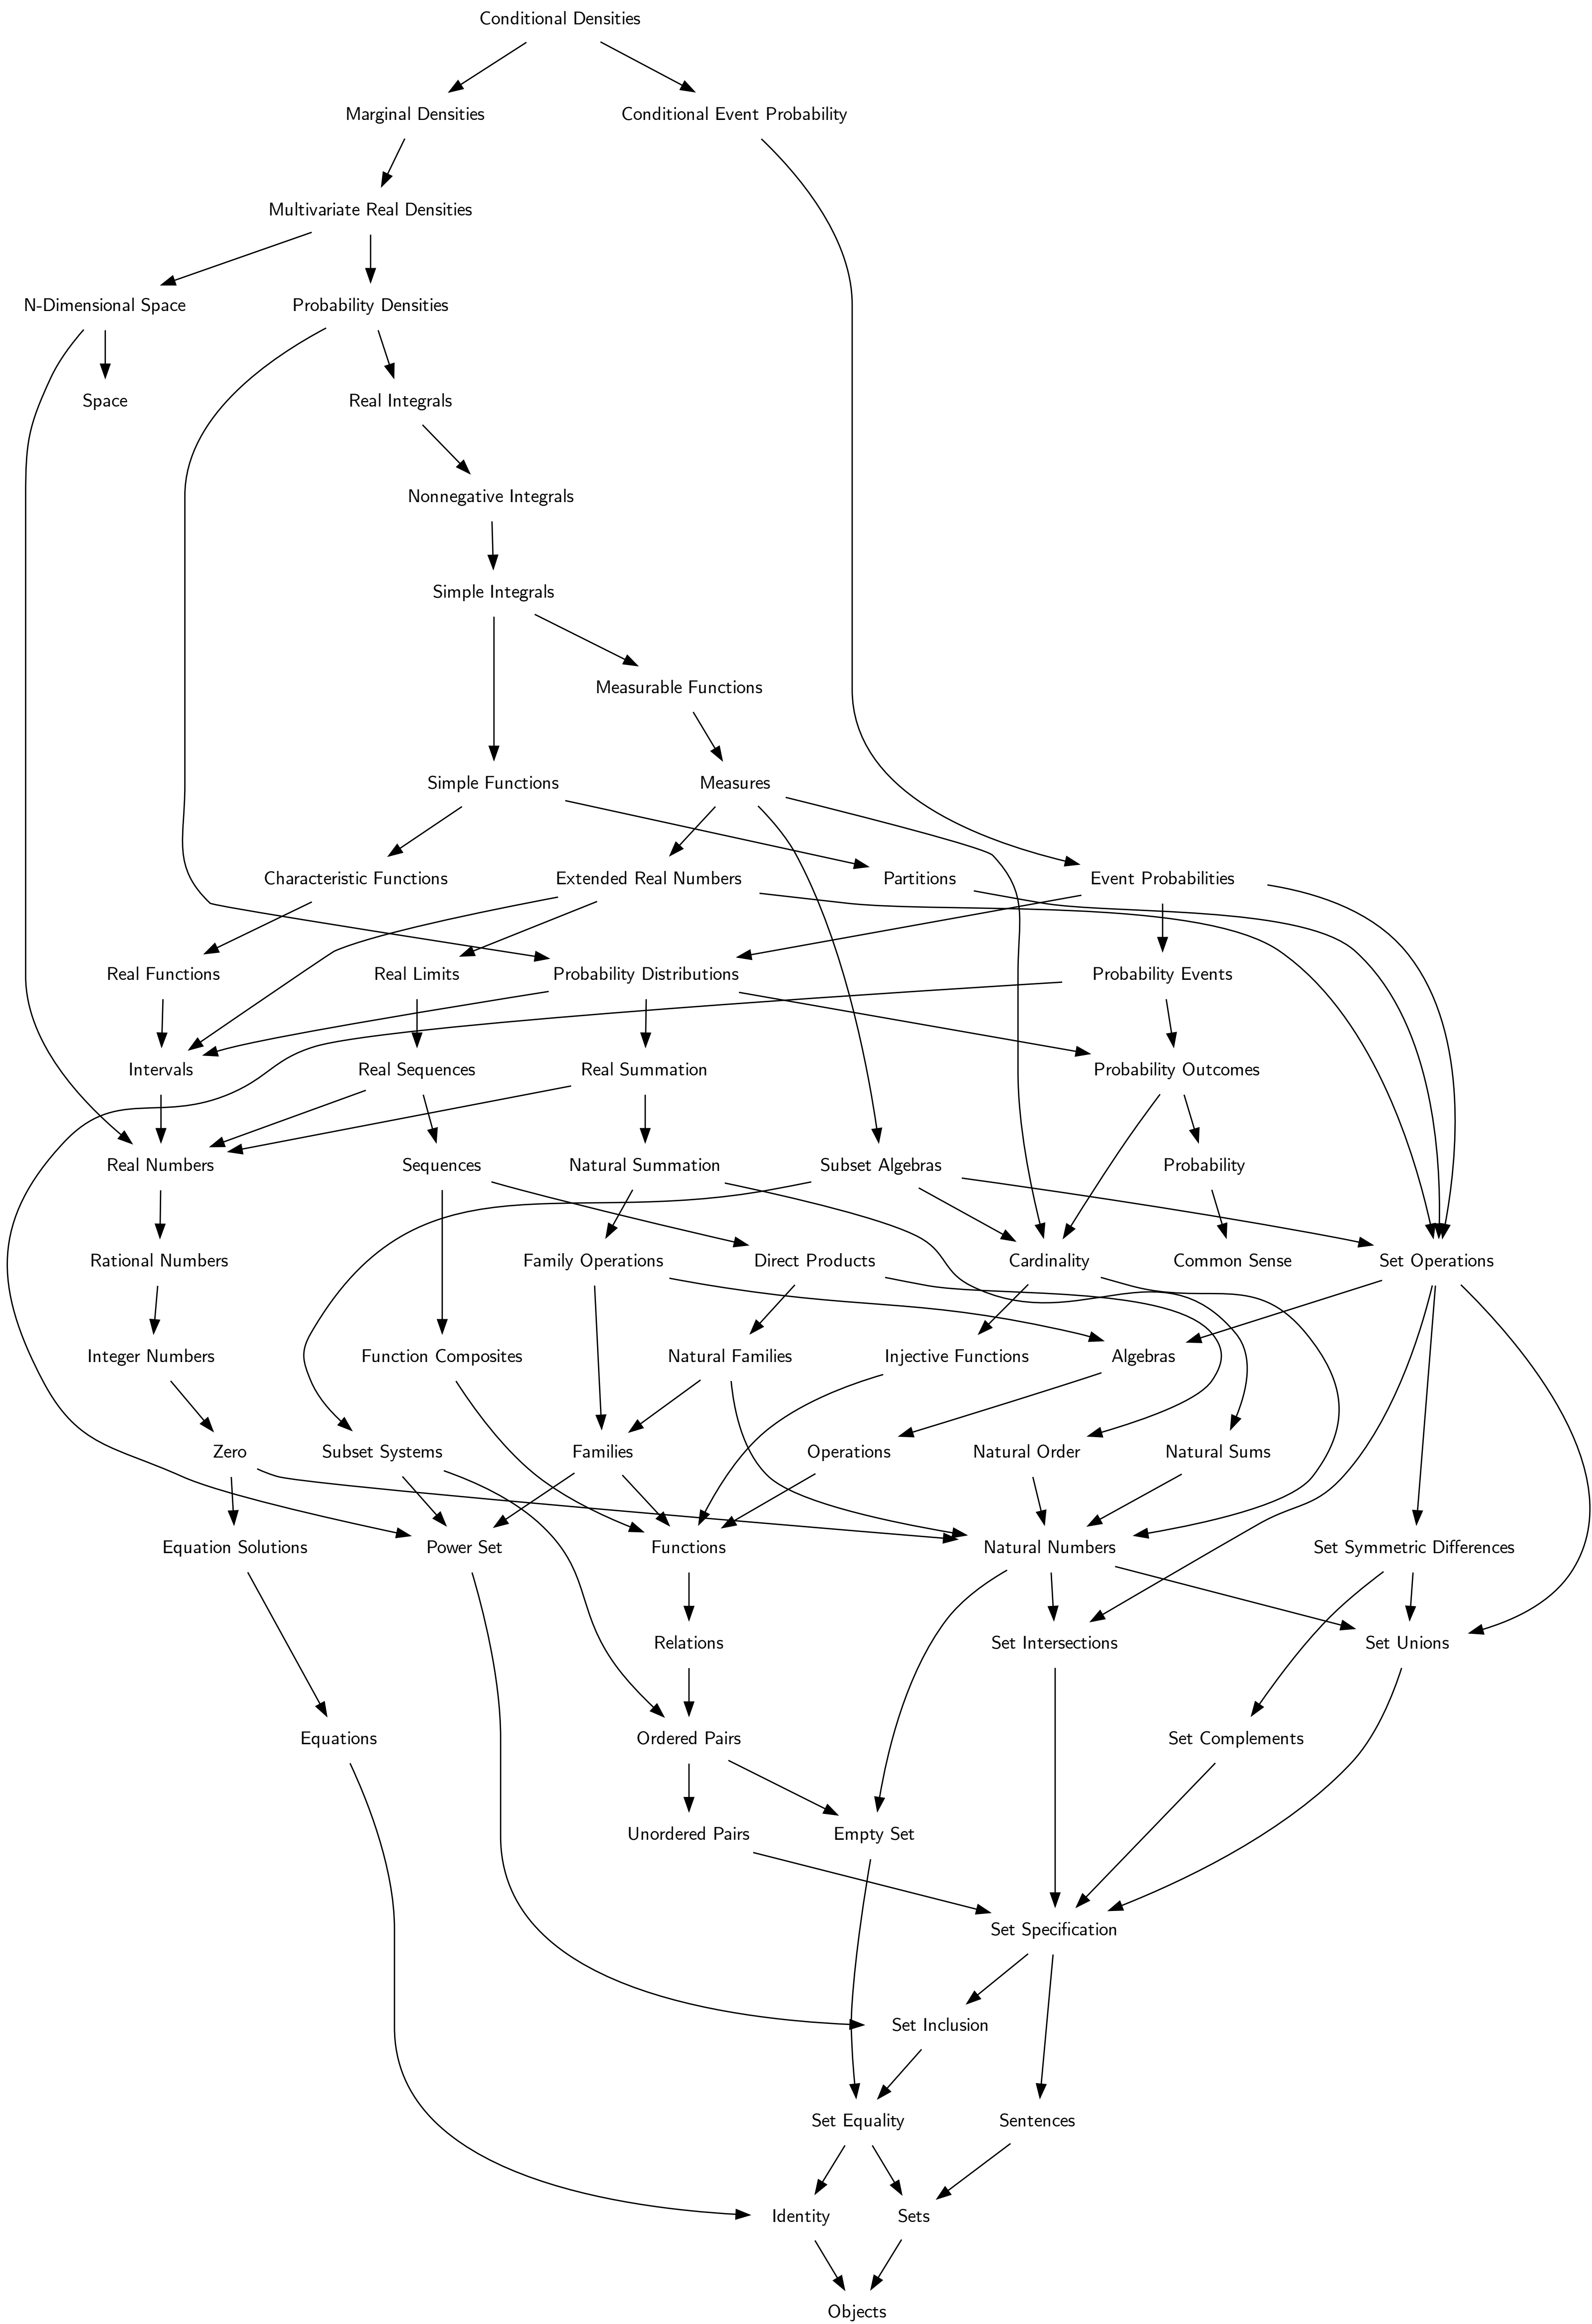 Conditional Densities
Marginal Densities
Conditional Event Probability
Multivariate Real Densities
N-Dimensional Space
Probability Densities
Space
Real Integrals
Nonnegative Integrals
Simple Integrals
Measurable Functions
Simple Functions
Measures
Characteristic Functions
Extended Real Numbers
Partitions
Event Probabilities
Real Functions
Real Limits
Probability Distributions
Probability Events
Intervals
Real Sequences
Real Summation
Probability Outcomes
Real Numbers
Sequences
Natural Summation
Subset Algebras
Probability
Rational Numbers
Family Operations
Direct Products
Cardinality
Common Sense
Set Operations
Integer Numbers
Function Composites
Natural Families
Injective Functions
Algebras
Zero
Subset Systems
Families
Operations
Natural Order
Natural Sums
Equation Solutions
Power Set
Functions
Natural Numbers
Set Symmetric Differences
Relations
Set Intersections
Set Unions
Equations
Ordered Pairs
Set Complements
Unordered Pairs
Empty Set
Set Specification
Set Inclusion
Set Equality
Sentences
Identity
Sets
Objects